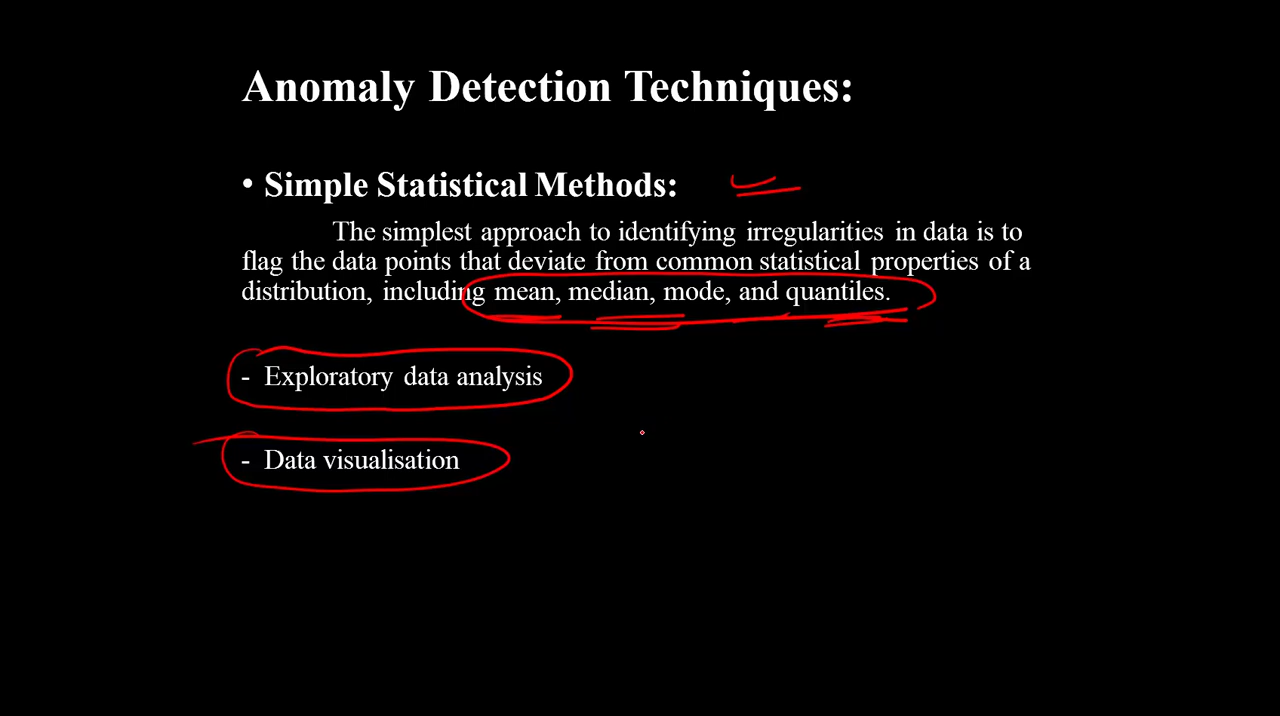 Anomaly Detection Techniques:
• Simple Statistical Methods:
The simplest approach to identifying irregularities in data is to
flag the data points that deviate from common statistical properties of a
distribution, including mean, median, mode, and quantiles.
- Exploratory data analysis
- Data visualisation